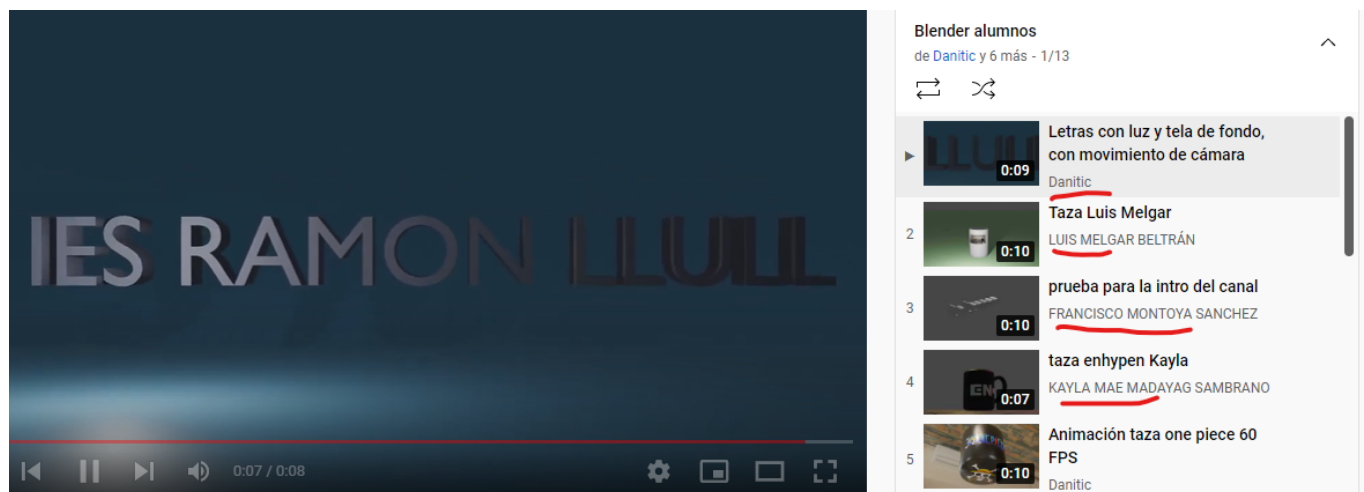 IES RAMON LLULL
0:07 / 0:08
Blender alumnos
de Danitic y 6 más - 1/13
LLULL
0:09
Letras con luz y tela de fondo,
con movimiento de cámara
Danitic
2
0:10
Taza Luis Melgar
LUIS MELGAR BELTRÁN
3
0:10
prueba para la intro del canal
FRANCISCO MONTOYA SANCHEZ
4
EN
0:07
taza enhypen Kayla
KAYLA MAE MADAYAG SAMBRANO
5
0:10
Animación taza one piece 60
FPS
Danitic